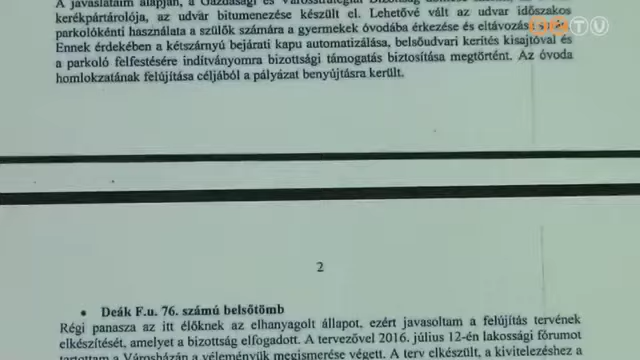 A javaslataim alapján, a Gazdasági és Városstratégiai Bizottság
kerékpártárolója, az udvar bitumenezése készült el. Lehetővé vált az udvar időszakos
parkolókénti használata a szülők számára a gyermekek óvodába érkezése és eltávozása
Ennek érdekében a kétszárnyú bejárati kapu automatizálása, belsőudvari kerítés kisajtóval és
a parkoló felfestésére indítványomra bizottsági támogatás biztosítása megtörtént. Az óvoda
homlokzatának felújítása céljából a pályázat benyújtásra került.
2
• Deák F.u. 76. számú belsőtömb
Régi panasza az itt élőknek az elhanyagolt állapot, ezért javasoltam a felújítás tervének
elkészítését, amelyet a bizottság elfogadott. A tervezővel 2016. július 12-én lakossági fórumot
tartottam a Városházán a véleményük megismerése végett. A terv elkészült, a kivitelezéshez a